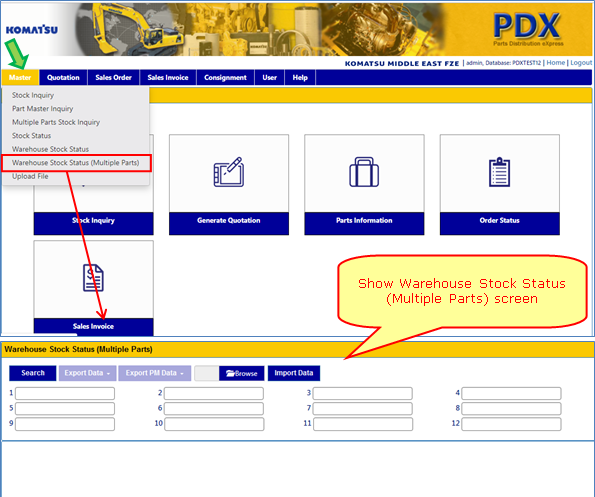 KOMATSU
PDX
Parts Distribution eXpress
KOMATSU MIDDLE EAST FZE | admin, Database: PDXTEST12 | Home | Logout
Master Quotation Sales Order Sales Invoice Consignment User Help
Stock Inquiry
Part Master Inquiry
Multiple Parts Stock Inquiry
Stock Status
Warehouse Stock Status
Warehouse Stock Status (Multiple Parts)
Upload File
Stock Inquiry Generate Quotation Parts Information Order Status
Sales Invoice
Show Warehouse Stock Status
(Multiple Parts) screen
Warehouse Stock Status (Multiple Parts)
Search Export Data - Export PM Data - Browse Import Data
1 2 3 4
5 6 7 8
9 10 11 12